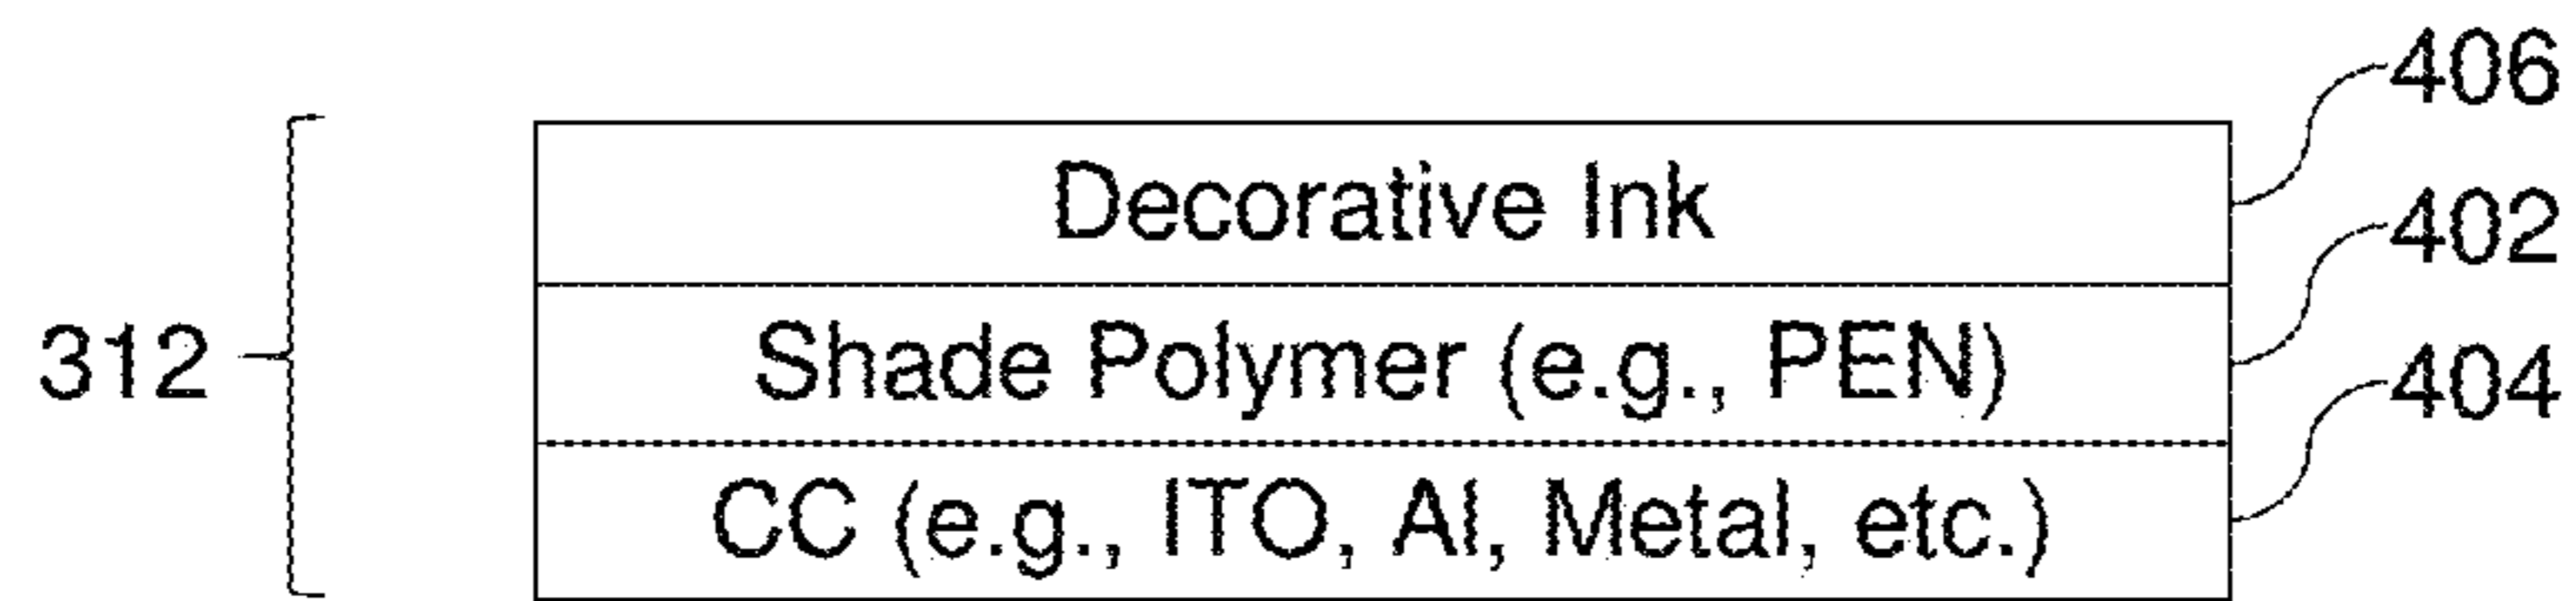 406
Decorative Ink
402
312
Shade Polymer (e.g., PEN)
404
CC (e.g., ITO, Al, Metal, etc.)